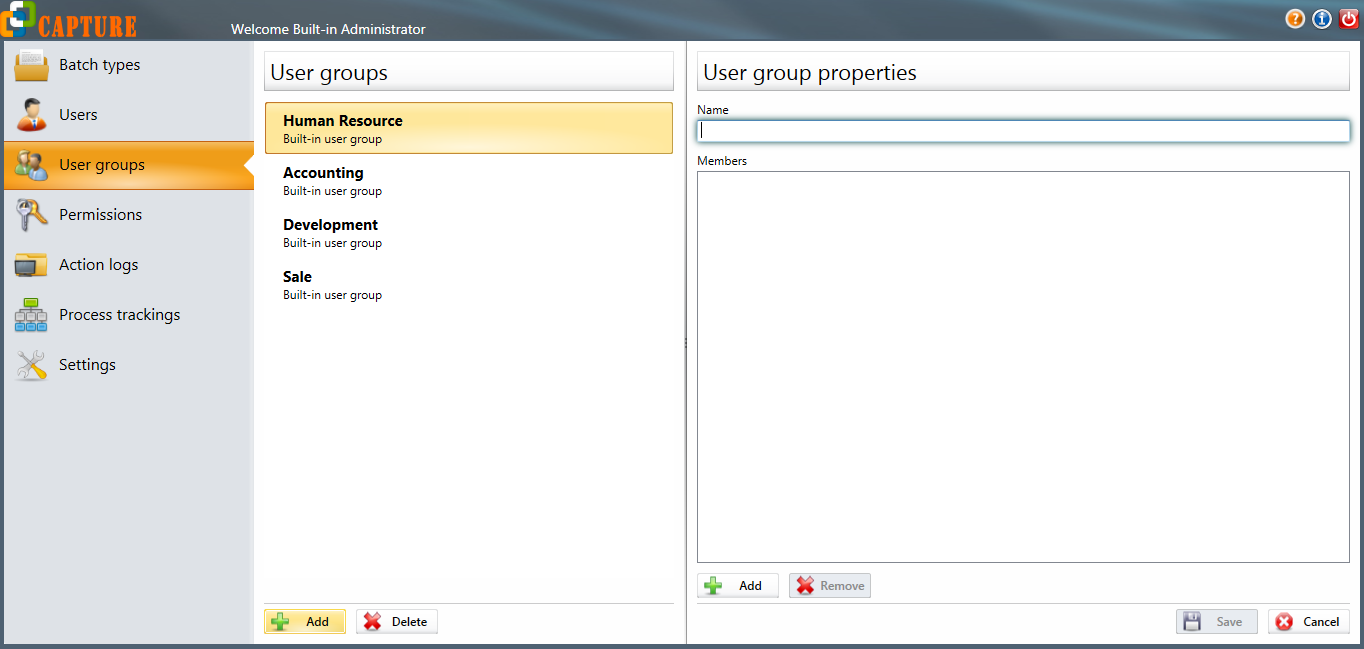 CAPTURE
Welcome Built-in Administrator
Batch types
Users
User groups
Permissions
Action logs
Process trackings
Settings
User groups
Human Resource
Built-in user group
Accounting
Built-in user group
Development
Built-in user group
Sale
Built-in user group
Add
Delete
User group properties
Name
Members
Add
Remove
Save
Cancel